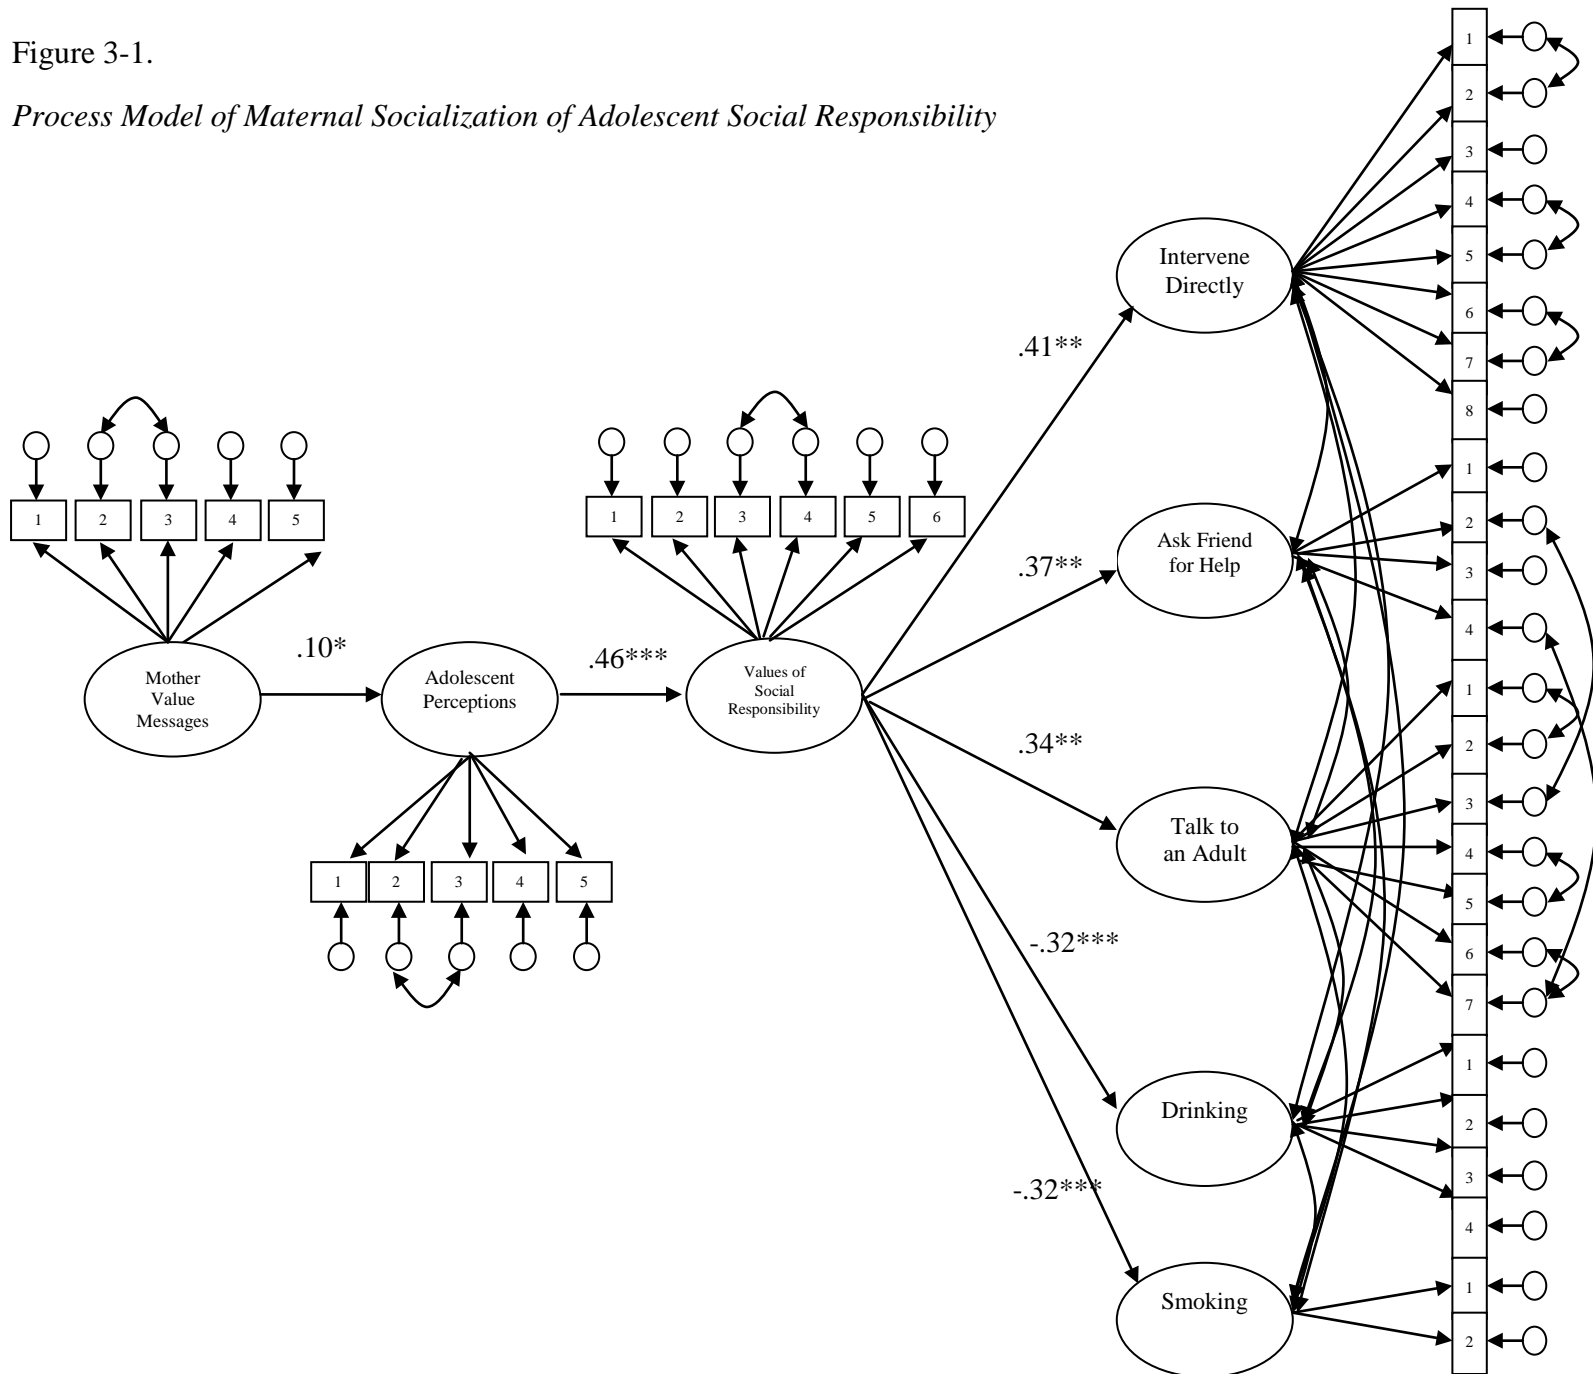 Figure 3-1.
Process Model of Maternal Socialization of Adolescent Social Responsibility
1
2
3
4
5
6
7
8
Intervene
Directly
.41**
1
2
3
4
5
1
2
3
4
5
6
1
2
3
4
Ask Friend
for Help
.37**
Mother
Value
Messages
.10*
Adolescent
Perceptions
.46***
Values of
Social
Responsibility
.34**
Talk to
an Adult
1
2
3
4
5
6
7
1
2
3
4
5
-.32***
Drinking
1
2
3
4
-.32***
Smoking
1
2